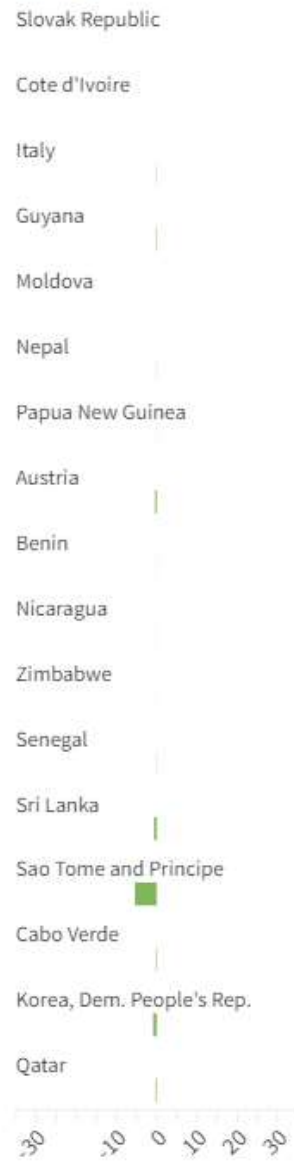 Slovak Republic
Cote d'Ivoire
Italy
Guyana
Moldova
Nepal
Papua New Guinea
Austria
Benin
Nicaragua
Zimbabwe
Senegal
Sri Lanka
Sao Tome and Principe
Cabo Verde
Korea, Dem. People's Rep.
Qatar
-30 -10 0 10 20 30